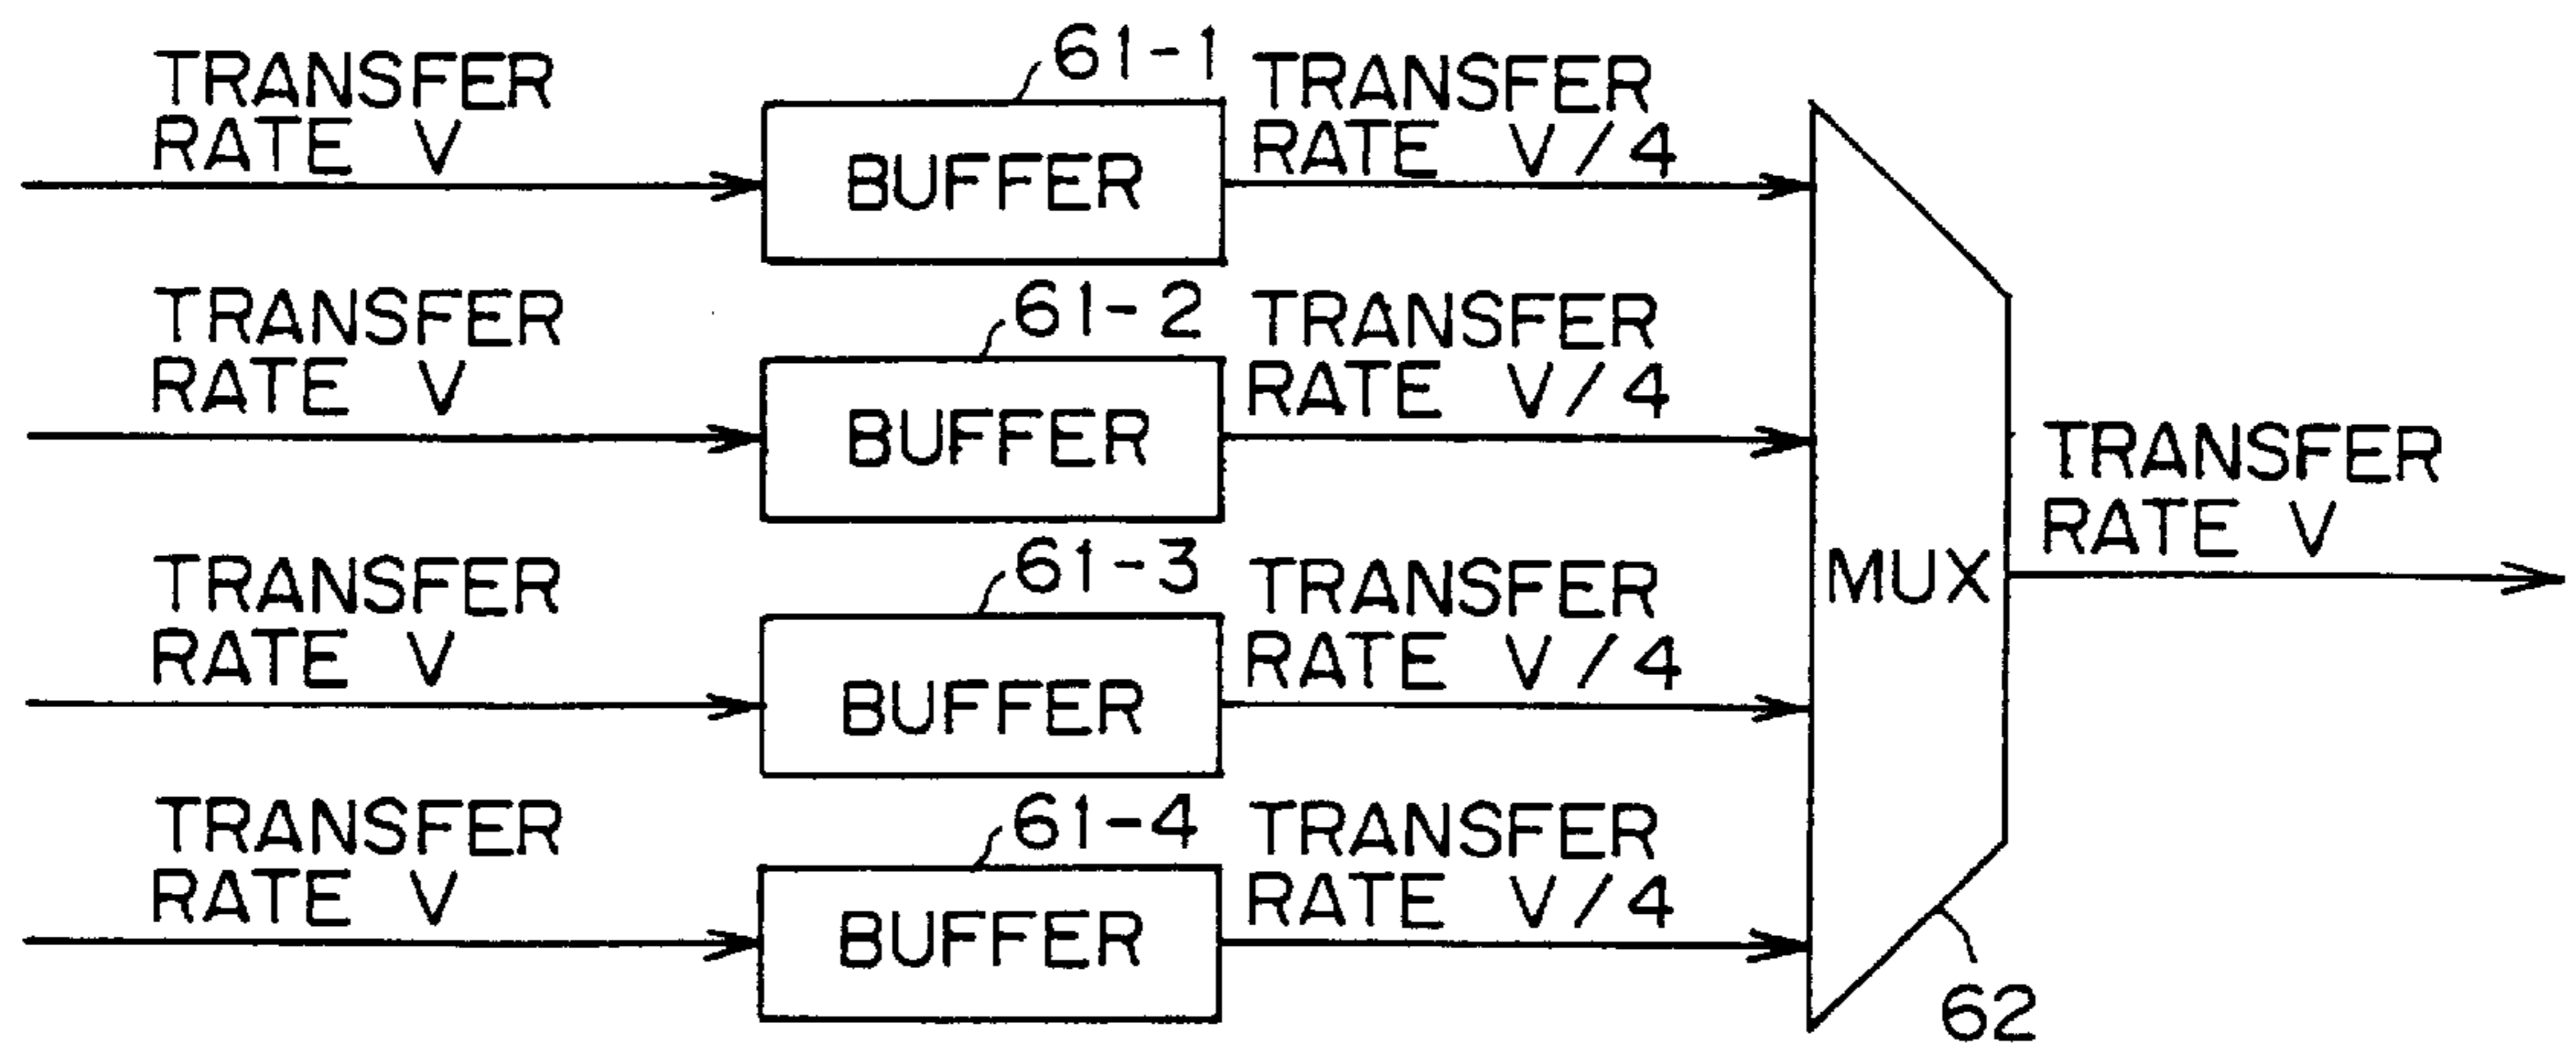 61-1
TRANSFER
RATE V
BUFFER
TRANSFER
RATE V/4
61-2
TRANSFER
RATE V
BUFFER
TRANSFER
RATE V/4
61-3
TRANSFER
RATE V
BUFFER
TRANSFER
RATE V/4
61-4
TRANSFER
RATE V
BUFFER
TRANSFER
RATE V/4
MUX
TRANSFER
RATE V
62